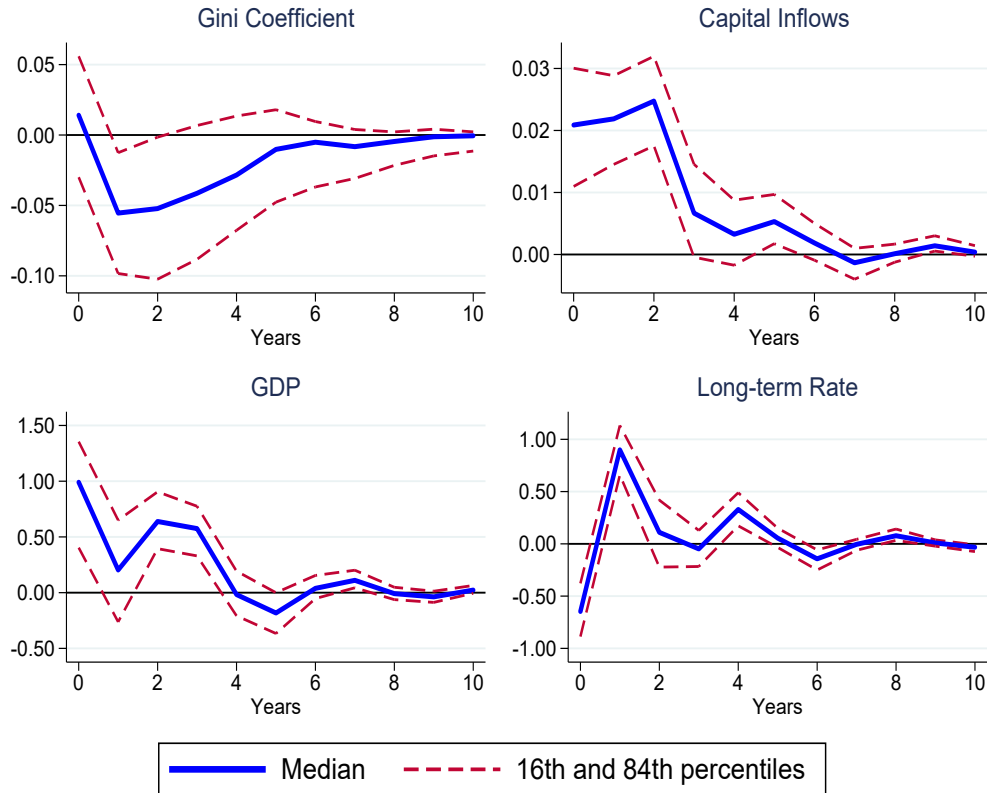 Gini Coefficient
0.05
0.00
-0.05
-0.10
0 2 4 6 8 10
Years
Capital Inflows
0.03
0.02
0.01
0.00
0 2 4 6 8 10
Years
GDP
1.50
1.00
0.50
0.00
-0.50
0 2 4 6 8 10
Years
Long-term Rate
1.00
0.50
0.00
-0.50
-1.00
0 2 4 6 8 10
Years
Median 16th and 84th percentiles